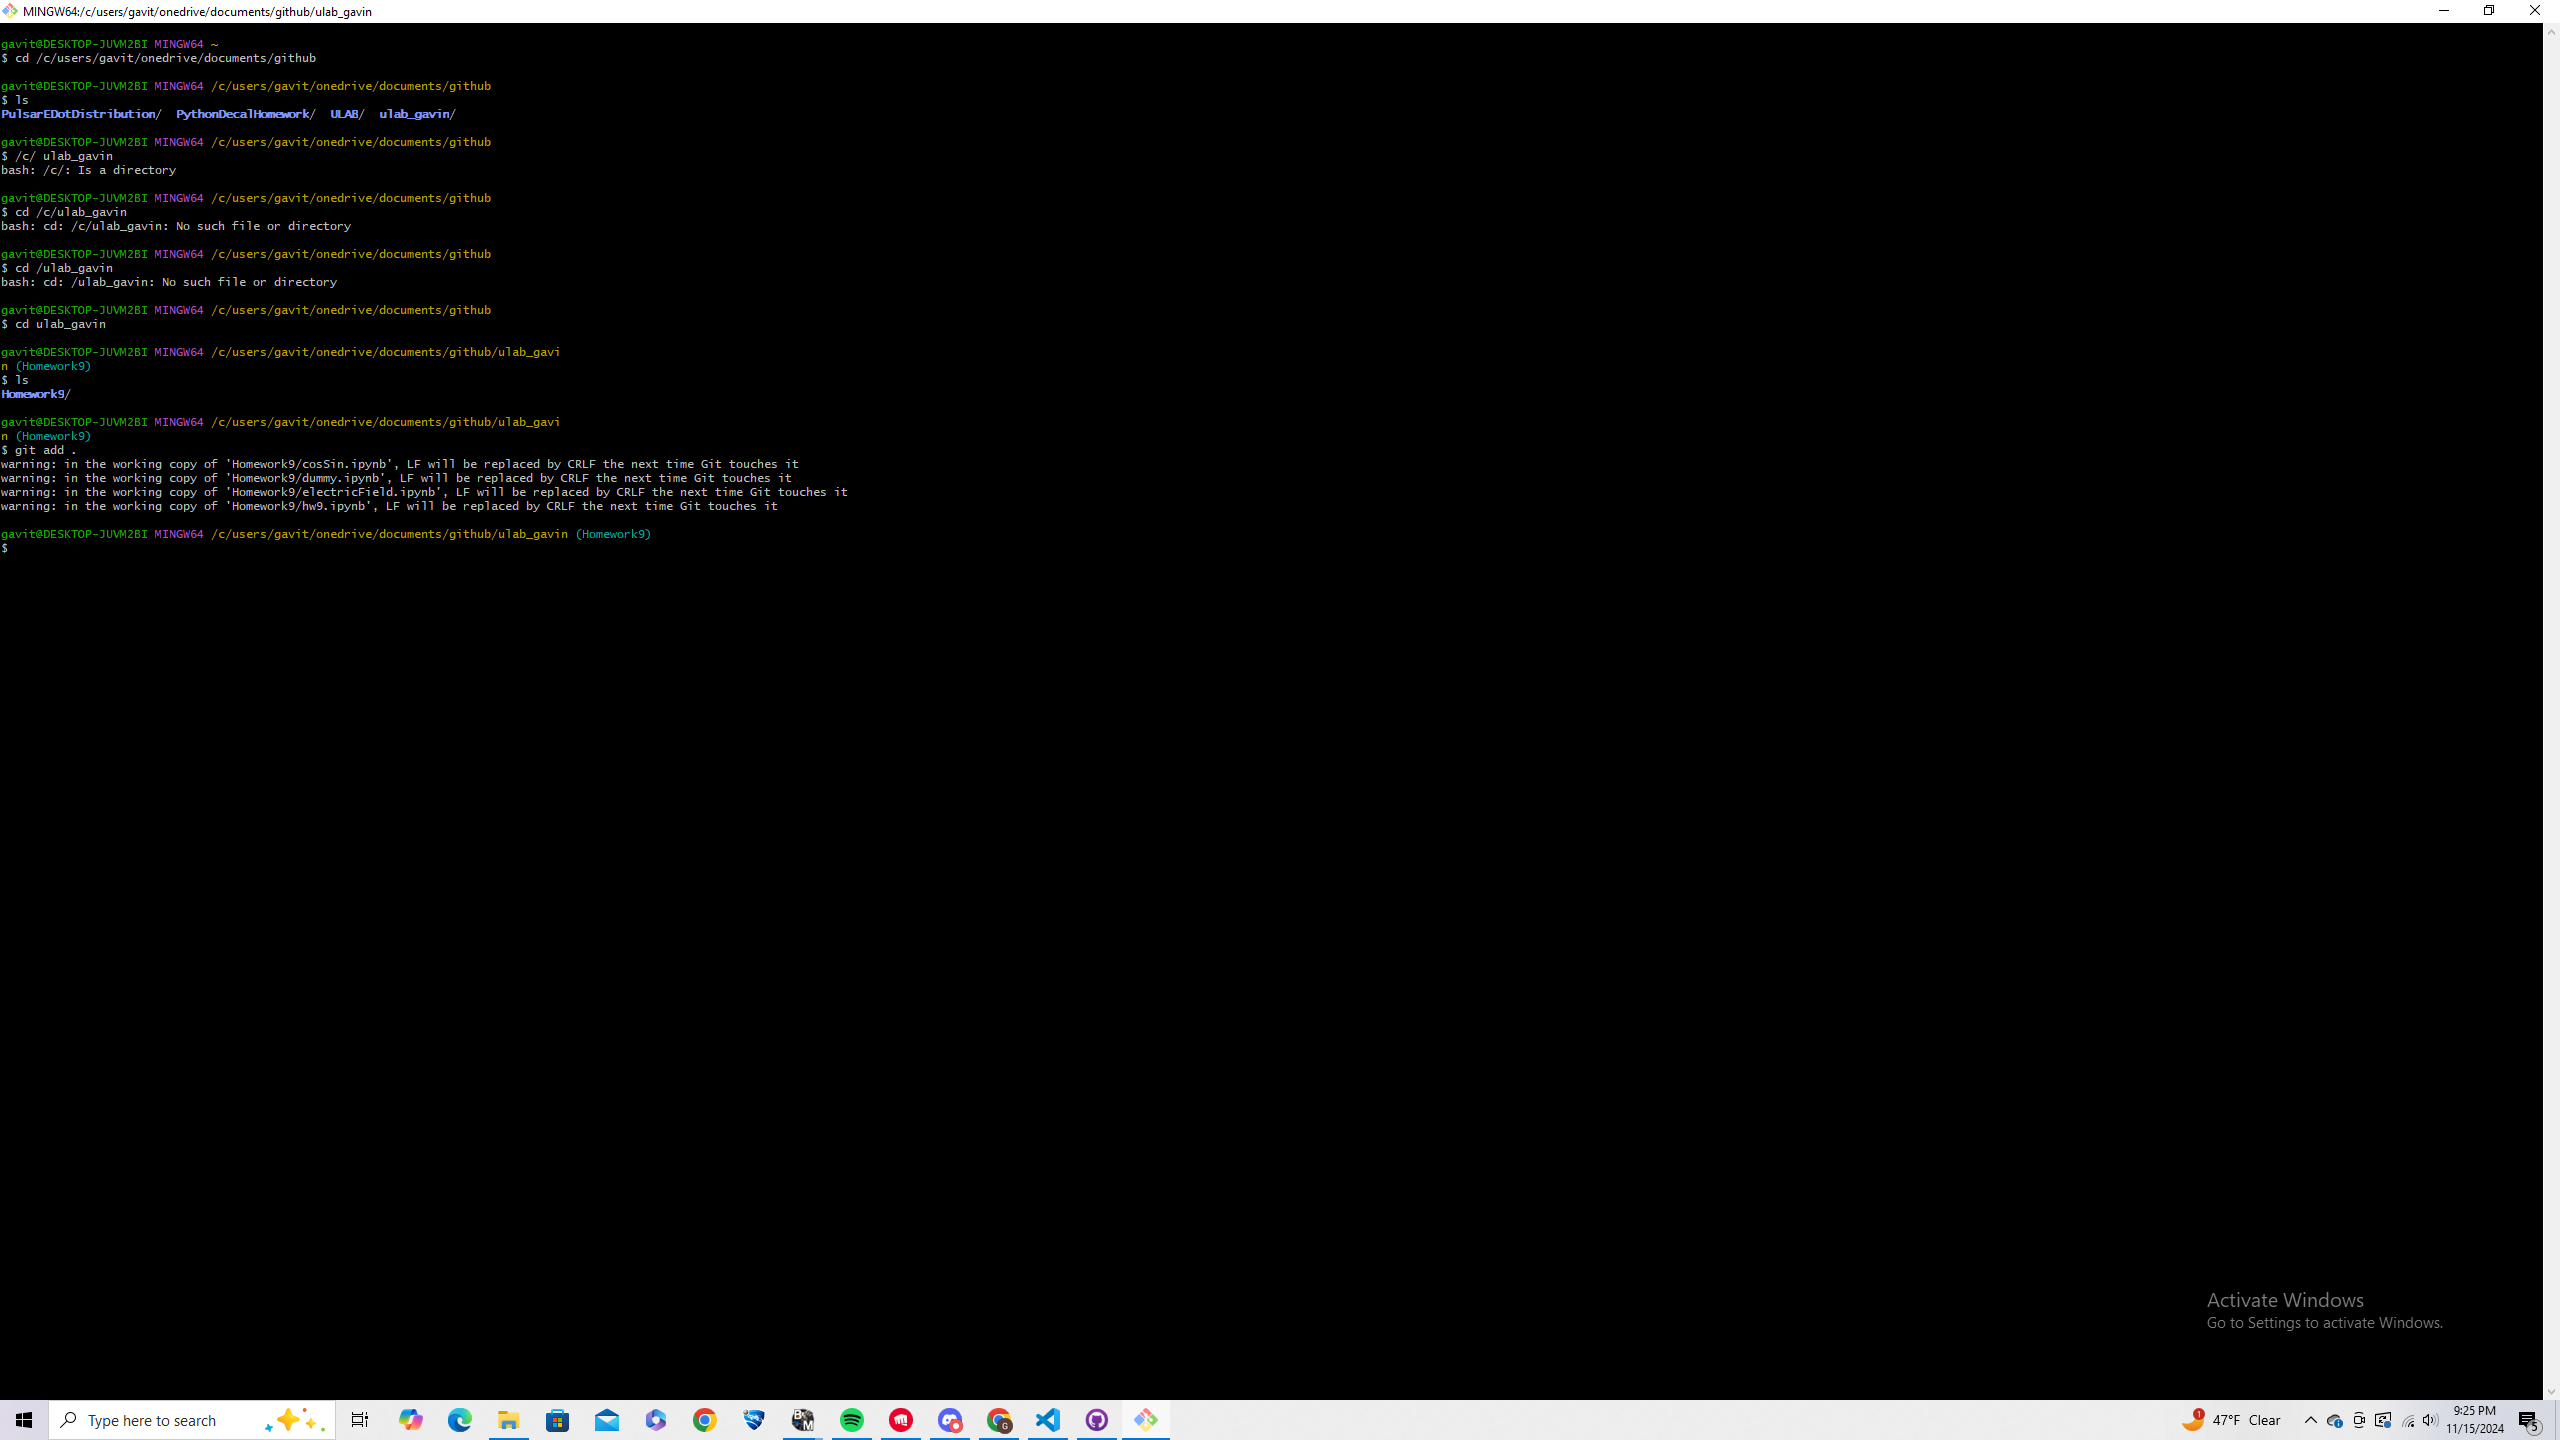 MINGW64:/c/users/gavit/onedrive/documents/github/ulab_gavin
gavit@DESKTOP-JUVM2BI MINGW64 ~
$ cd /c/users/gavit/onedrive/documents/github
gavit@DESKTOP-JUVM2BI MINGW64 /c/users/gavit/onedrive/documents/github
$ ls
PulsarEDotDistribution/  PythonDecalHomework/  ULAB/  ulab_gavin/
gavit@DESKTOP-JUVM2BI MINGW64 /c/users/gavit/onedrive/documents/github
$ /c/ ulab_gavin
bash: /c/: Is a directory
gavit@DESKTOP-JUVM2BI MINGW64 /c/users/gavit/onedrive/documents/github
$ cd /c/ulab_gavin
bash: cd: /c/ulab_gavin: No such file or directory
gavit@DESKTOP-JUVM2BI MINGW64 /c/users/gavit/onedrive/documents/github
$ cd /ulab_gavin
bash: cd: /ulab_gavin: No such file or directory
gavit@DESKTOP-JUVM2BI MINGW64 /c/users/gavit/onedrive/documents/github
$ cd ulab_gavin
gavit@DESKTOP-JUVM2BI MINGW64 /c/users/gavit/onedrive/documents/github/ulab_gavi
n (Homework9)
$ ls
Homework9/
gavit@DESKTOP-JUVM2BI MINGW64 /c/users/gavit/onedrive/documents/github/ulab_gavi
n (Homework9)
$ git add .
warning: in the working copy of 'Homework9/cosSin.ipynb', LF will be replaced by CRLF the next time Git touches it
warning: in the working copy of 'Homework9/dummy.ipynb', LF will be replaced by CRLF the next time Git touches it
warning: in the working copy of 'Homework9/electricField.ipynb', LF will be replaced by CRLF the next time Git touches it
warning: in the working copy of 'Homework9/hw9.ipynb', LF will be replaced by CRLF the next time Git touches it
gavit@DESKTOP-JUVM2BI MINGW64 /c/users/gavit/onedrive/documents/github/ulab_gavin (Homework9)
$
Activate Windows
Go to Settings to activate Windows.
Type here to search
B M
G
1
47°F Clear
9:25 PM
11/15/2024
5